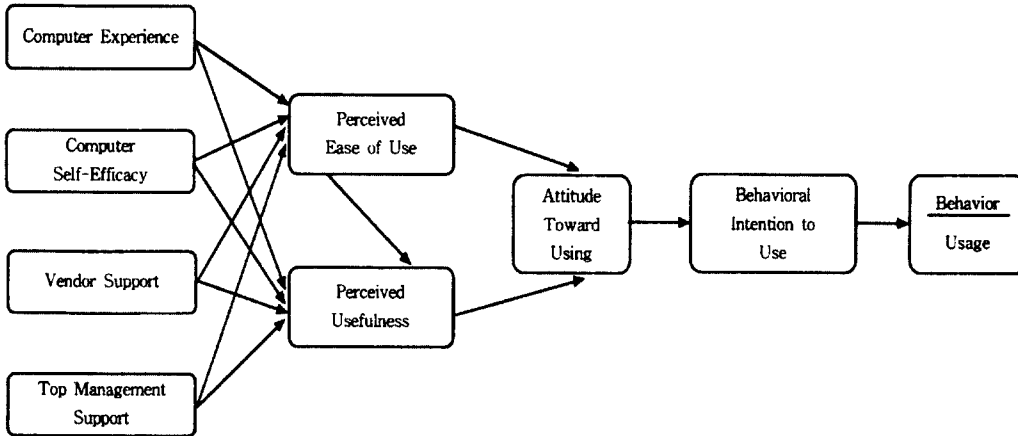 Computer Experience
Computer
Self-Efficacy
Vendor Support
Top Management
Support
Perceived
Ease of Use
Perceived
Usefulness
Attitude
Toward
Using
Behavioral
Intention to
Use
Behavior
Usage